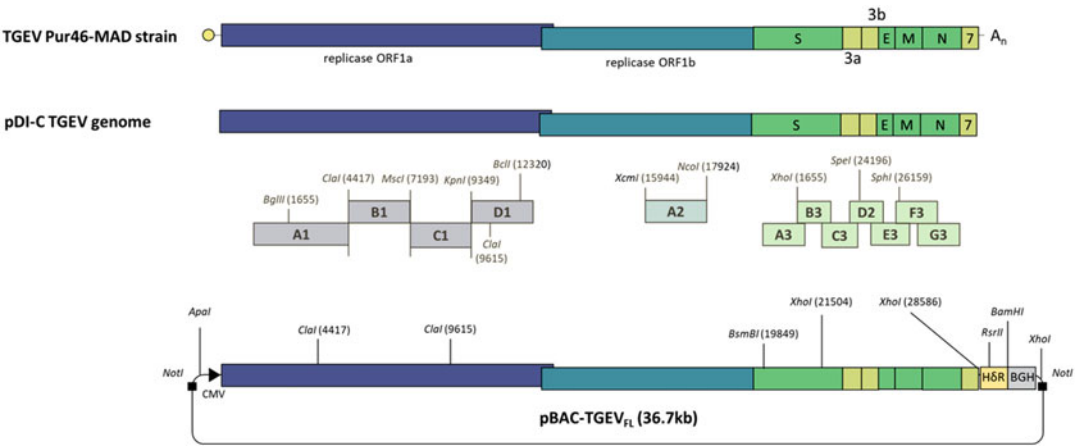 3b
TGEV Pur46-MAD strain
S
E
M
N
7
An
replicase ORF1a
replicase ORF1b
3a
pDI-C TGEV genome
S
E
M
N
7
BclI (12320)
NcoI (17924)
SpeI (24196)
ClaI (4417)
MscI (7193)
KpnI (9349)
XcmI (15944)
XhoI (1655)
SphI (26159)
BglII (1655)
B1
D1
A2
B3
D2
F3
A1
C1
ClaI
(9615)
A3
C3
E3
G3
XhoI (21504)
XhoI (28586)
BamHI
ApaI
RsrII
ClaI (4417)
ClaI (9615)
BsmBI (19849)
XhoI
NotI
CMV
HδR
BGH
NotI
pBAC-TGEVFL (36.7kb)